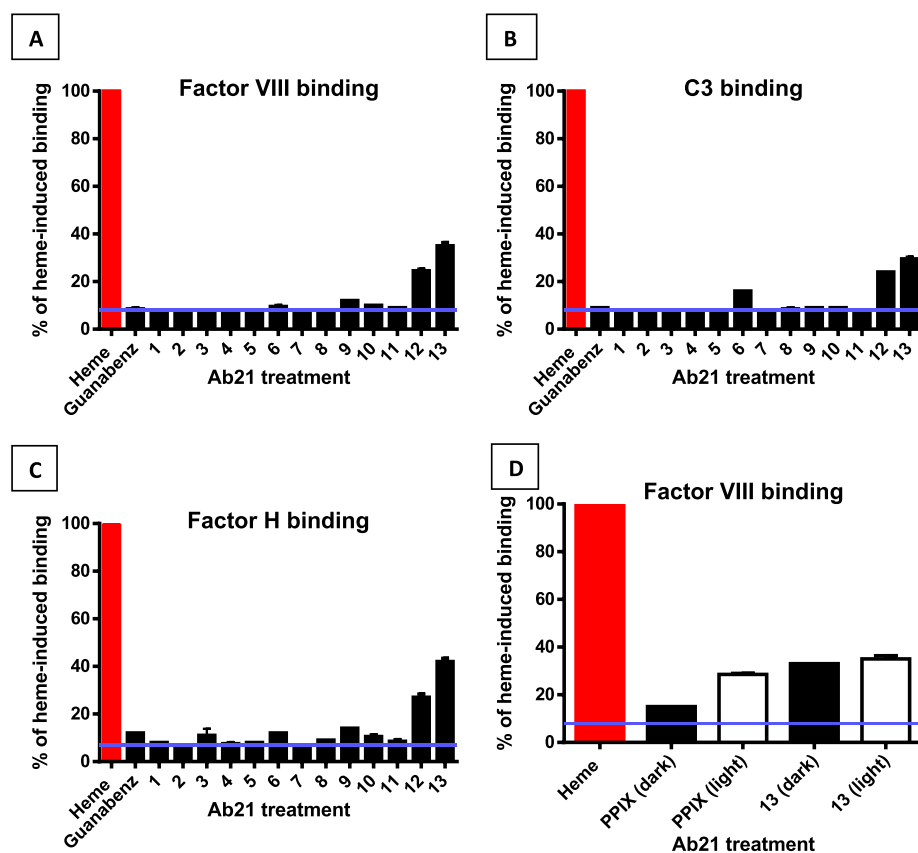 A
Factor VIII binding
% of heme-induced binding
100
80
60
40
20
0
Heme
Guanabenz
1
2
3
4
5
6
7
8
9
10
11
12
13
Ab21 treatment
B
C3 binding
% of heme-induced binding
100
80
60
40
20
0
Heme
Guanabenz
1
2
3
4
5
6
7
8
9
10
11
12
13
Ab21 treatment
C
Factor H binding
% of heme-induced binding
100
80
60
40
20
0
Heme
Guanabenz
1
2
3
4
5
6
7
8
9
10
11
12
13
Ab21 treatment
D
Factor VIII binding
% of heme-induced binding
100
80
60
40
20
0
Heme
PPIX (dark)
PPIX (light)
13 (dark)
13 (light)
Ab21 treatment